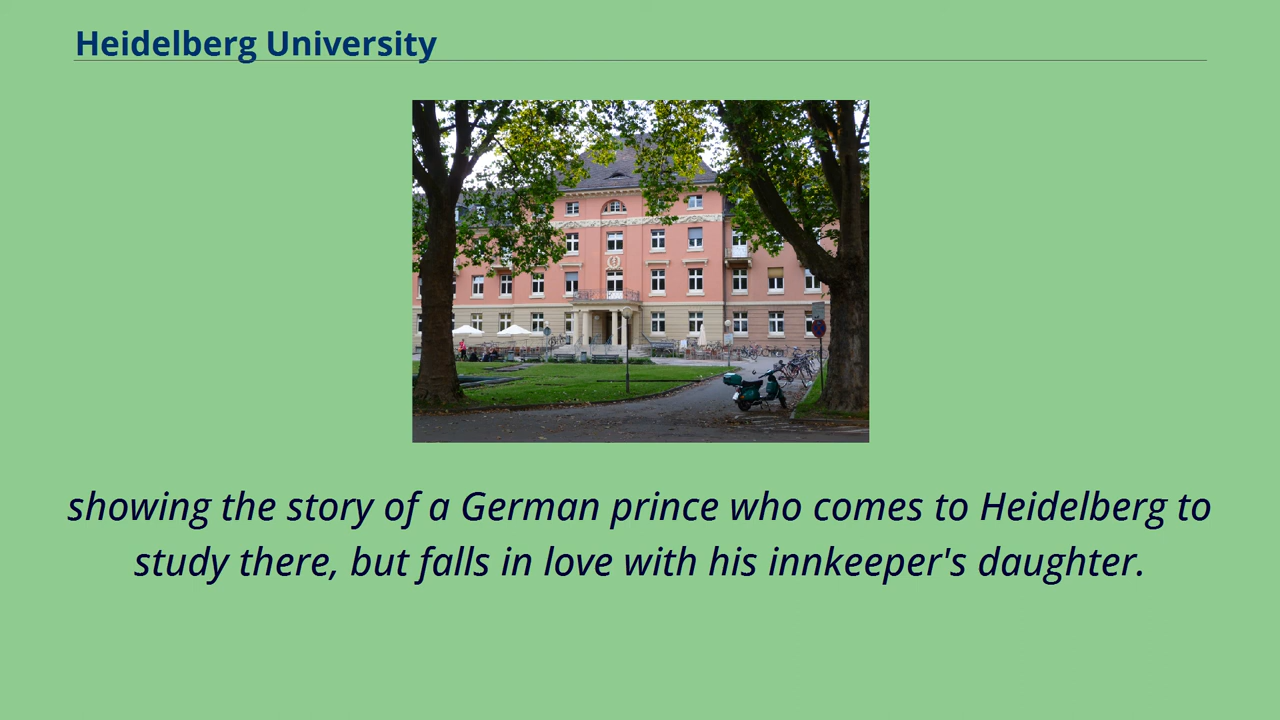 Heidelberg University
showing the story of a German prince who comes to Heidelberg to
study there, but falls in love with his innkeeper's daughter.